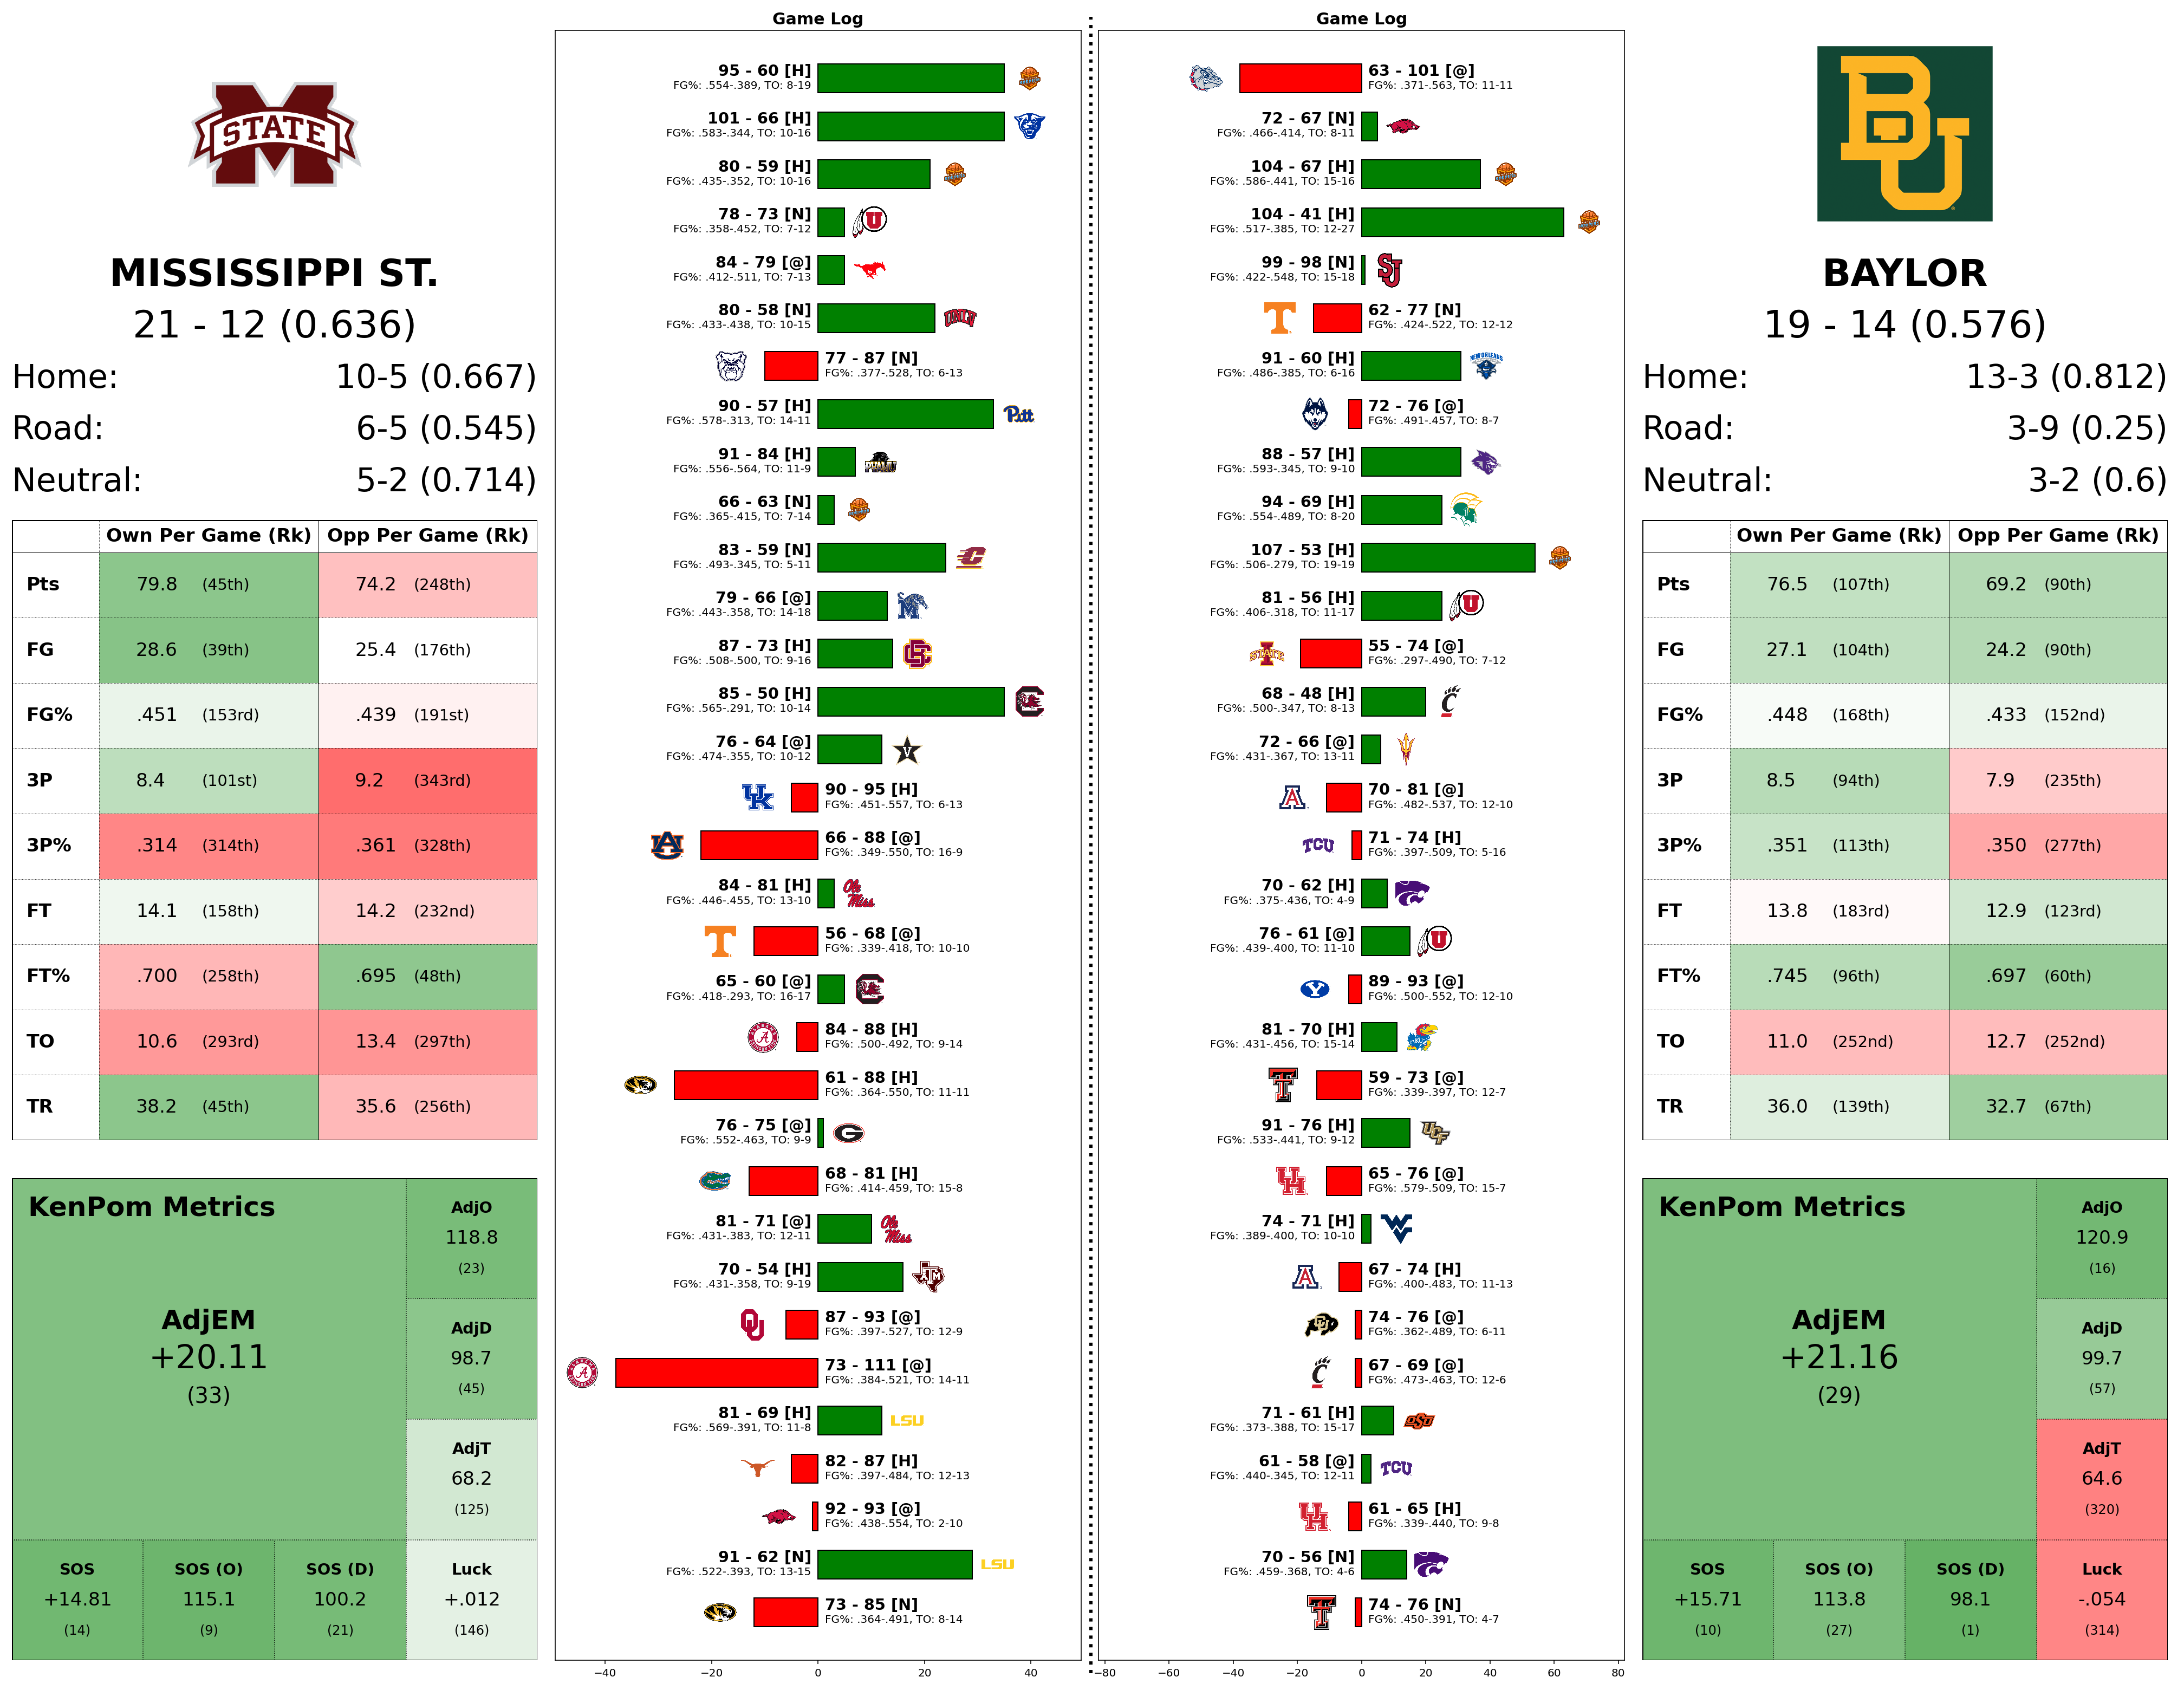 STATE
MISSISSIPPI ST.
21 - 12 (0.636)
Home: 10-5 (0.667)
Road: 6-5 (0.545)
Neutral: 5-2 (0.714)
Own Per Game (Rk) Opp Per Game (Rk)
Pts 79.8 (45th) 74.2 (248th)
FG 28.6 (39th) 25.4 (176th)
FG% .451 (153rd) .439 (191st)
3P 8.4 (101st) 9.2 (343rd)
3P% .314 (314th) .361 (328th)
FT 14.1 (158th) 14.2 (232nd)
FT% .700 (258th) .695 (48th)
TO 10.6 (293rd) 13.4 (297th)
TR 38.2 (45th) 35.6 (256th)
KenPom Metrics
AdjEM
+20.11
(33)
AdjO
118.8
(23)
AdjD
98.7
(45)
AdjT
68.2
(125)
SOS
+14.81
(14)
SOS (O)
115.1
(9)
SOS (D)
100.2
(21)
Luck
+.012
(146)
Game Log
95 - 60 [H]
FG%: .554-.389, TO: 8-19
101 - 66 [H]
FG%: .583-.344, TO: 10-16
80 - 59 [H]
FG%: .435-.352, TO: 10-16
78 - 73 [N]
FG%: .358-.452, TO: 7-12
U
84 - 79 [@]
FG%: .412-.511, TO: 7-13
80 - 58 [N]
FG%: .433-.438, TO: 10-15
UNLV
77 - 87 [N]
FG%: .377-.528, TO: 6-13
90 - 57 [H]
FG%: .578-.313, TO: 14-11
Pitt
91 - 84 [H]
FG%: .556-.564, TO: 11-9
PVAMU
66 - 63 [N]
FG%: .365-.415, TO: 7-14
83 - 59 [N]
FG%: .493-.345, TO: 5-11
C
79 - 66 [@]
FG%: .443-.358, TO: 14-18
M
87 - 73 [H]
FG%: .508-.500, TO: 9-16
85 - 50 [H]
FG%: .565-.291, TO: 10-14
C
76 - 64 [@]
FG%: .474-.355, TO: 10-12
V
90 - 95 [H]
FG%: .451-.557, TO: 6-13
UK
66 - 88 [@]
FG%: .349-.550, TO: 16-9
AU
84 - 81 [H]
FG%: .446-.455, TO: 13-10
Ole
Miss
56 - 68 [@]
FG%: .339-.418, TO: 10-10
T
65 - 60 [@]
FG%: .418-.293, TO: 16-17
C
84 - 88 [H]
FG%: .500-.492, TO: 9-14
A
61 - 88 [H]
FG%: .364-.550, TO: 11-11
76 - 75 [@]
FG%: .552-.463, TO: 9-9
G
68 - 81 [H]
FG%: .414-.459, TO: 15-8
81 - 71 [@]
FG%: .431-.383, TO: 12-11
Ole
Miss
70 - 54 [H]
FG%: .431-.358, TO: 9-19
ATM
87 - 93 [@]
FG%: .397-.527, TO: 12-9
OU
73 - 111 [@]
FG%: .384-.521, TO: 14-11
A
81 - 69 [H]
FG%: .569-.391, TO: 11-8
LSU
82 - 87 [H]
FG%: .397-.484, TO: 12-13
92 - 93 [@]
FG%: .438-.554, TO: 2-10
91 - 62 [N]
FG%: .522-.393, TO: 13-15
LSU
73 - 85 [N]
FG%: .364-.491, TO: 8-14
−40 −20 0 20 40
Game Log
63 - 101 [@]
FG%: .371-.563, TO: 11-11
72 - 67 [N]
FG%: .466-.414, TO: 8-11
104 - 67 [H]
FG%: .586-.441, TO: 15-16
104 - 41 [H]
FG%: .517-.385, TO: 12-27
99 - 98 [N]
FG%: .422-.548, TO: 15-18
SJ
62 - 77 [N]
FG%: .424-.522, TO: 12-12
T
91 - 60 [H]
FG%: .486-.385, TO: 6-16
NEW ORLEANS
72 - 76 [@]
FG%: .491-.457, TO: 8-7
88 - 57 [H]
FG%: .593-.345, TO: 9-10
94 - 69 [H]
FG%: .554-.489, TO: 8-20
107 - 53 [H]
FG%: .506-.279, TO: 19-19
81 - 56 [H]
FG%: .406-.318, TO: 11-17
U
55 - 74 [@]
FG%: .297-.490, TO: 7-12
STATE
68 - 48 [H]
FG%: .500-.347, TO: 8-13
C
72 - 66 [@]
FG%: .431-.367, TO: 13-11
70 - 81 [@]
FG%: .482-.537, TO: 12-10
A
71 - 74 [H]
FG%: .397-.509, TO: 5-16
TCU
70 - 62 [H]
FG%: .375-.436, TO: 4-9
76 - 61 [@]
FG%: .439-.400, TO: 11-10
U
89 - 93 [@]
FG%: .500-.552, TO: 12-10
Y
81 - 70 [H]
FG%: .431-.456, TO: 15-14
KU
59 - 73 [@]
FG%: .339-.397, TO: 12-7
T
91 - 76 [H]
FG%: .533-.441, TO: 9-12
UCF
65 - 76 [@]
FG%: .579-.509, TO: 15-7
UH
74 - 71 [H]
FG%: .389-.400, TO: 10-10
WV
67 - 74 [H]
FG%: .400-.483, TO: 11-13
A
74 - 76 [@]
FG%: .362-.489, TO: 6-11
CU
67 - 69 [@]
FG%: .473-.463, TO: 12-6
C
71 - 61 [H]
FG%: .373-.388, TO: 15-17
OSU
61 - 58 [@]
FG%: .440-.345, TO: 12-11
TCU
61 - 65 [H]
FG%: .339-.440, TO: 9-8
UH
70 - 56 [N]
FG%: .459-.368, TO: 4-6
74 - 76 [N]
FG%: .450-.391, TO: 4-7
T
−80 −60 −40 −20 0 20 40 60 80
BU
BAYLOR
19 - 14 (0.576)
Home: 13-3 (0.812)
Road: 3-9 (0.25)
Neutral: 3-2 (0.6)
Own Per Game (Rk) Opp Per Game (Rk)
Pts 76.5 (107th) 69.2 (90th)
FG 27.1 (104th) 24.2 (90th)
FG% .448 (168th) .433 (152nd)
3P 8.5 (94th) 7.9 (235th)
3P% .351 (113th) .350 (277th)
FT 13.8 (183rd) 12.9 (123rd)
FT% .745 (96th) .697 (60th)
TO 11.0 (252nd) 12.7 (252nd)
TR 36.0 (139th) 32.7 (67th)
KenPom Metrics
AdjEM
+21.16
(29)
AdjO
120.9
(16)
AdjD
99.7
(57)
AdjT
64.6
(320)
SOS
+15.71
(10)
SOS (O)
113.8
(27)
SOS (D)
98.1
(1)
Luck
-.054
(314)